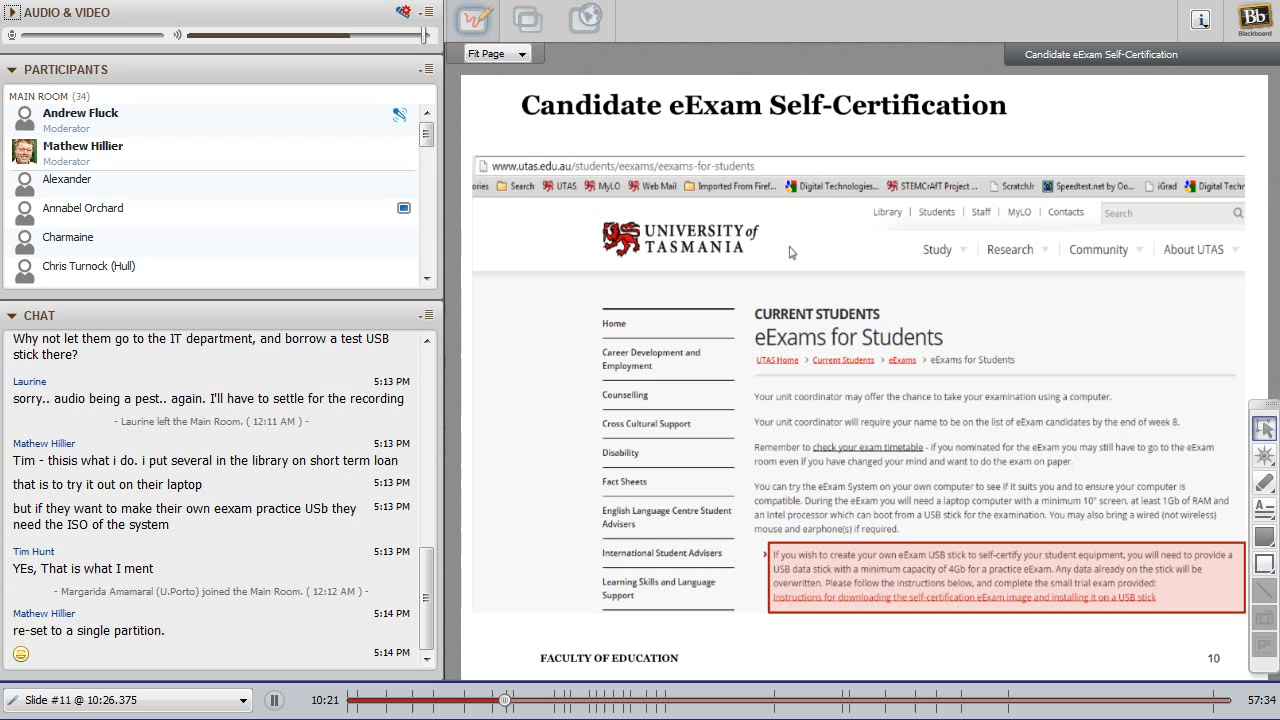 AUDIO & VIDEO
PARTICIPANTS
MAIN ROOM (34)
Andrew Fluck
Moderator
Mathew Hillier
Moderator
Alexander
Annabel Orchard
Charmaine
Chris Turnock (Hull)
CHAT
Why not let them go to the IT department, and borrow a test USB
stick there?
Laurine 5:13 PM
sorry.. audio being a pest.. again. I'll have to settle for the recording
- Laurine left the Main Room. ( 12:11 AM ) -
Mathew Hillier 5:13 PM
Tim - there would be a pool set wirth the library on short term loan
that is to try it out on their laptop 5:13 PM
but if they want to make their own eexam practice USb they 5:13 PM
need the ISO of the system
Tim Hunt 5:13 PM
YES, That is what I ment
- Margarida Amamaral (U.Porto) joined the Main Room. ( 12:12 AM ) -
Mathew Hillier 5:14 PM
re-set to a single partition.
5:14 PM
Slide #11 @ 10:26.375
Fit Page
Bb
Blackboard
Candidate eExam Self-Certification
Candidate eExam Self-Certification
www.utas.edu.au/students/eexams/eexams-for-students
ories Search UTAS MyLO Web Mail Imported From Firef... Digital Technologies... STEMCrAfT Project ... ScratchJr Speedtest.net by Oo... iGrad Digital Techn
Library | Students | Staff | MyLO | Contacts Search
UNIVERSITY of
TASMANIA
Study Research Community About UTAS
Home
Career Development and
Employment
Counselling
Cross Cultural Support
Disability
Fact Sheets
English Language Centre Student
Advisers
International Student Advisers
Learning Skills and Language
Support
CURRENT STUDENTS
eExams for Students
UTAS Home > Current Students > eExams > eExams for Students
Your unit coordinator may offer the chance to take your examination using a computer.
Your unit coordinator will require your name to be on the list of eExam candidates by the end of week 8.
Remember to check your exam timetable - if you nominated for the eExam you may still have to go to the eExam
room even if you have changed your mind and want to do the exam on paper.
You can try the eExam System on your own computer to see if it suits you and to ensure your computer is
compatible. During the eExam you will need a laptop computer with a minimum 10" screen, at least 1Gb of RAM and
an Intel processor which can boot from a USB stick for the examination. You may also bring a wired (not wireless)
mouse and earphone(s) if required.
If you wish to create your own eExam USB stick to self-certify your student equipment, you will need to provide a
USB data stick with a minimum capacity of 4Gb for a practice eExam. Any data already on the stick will be
overwritten. Please follow the instructions below, and complete the small trial exam provided:
Instructions for downloading the self-certification eExam image and installing it on a USB stick
FACULTY OF EDUCATION 10
10:21 57:34